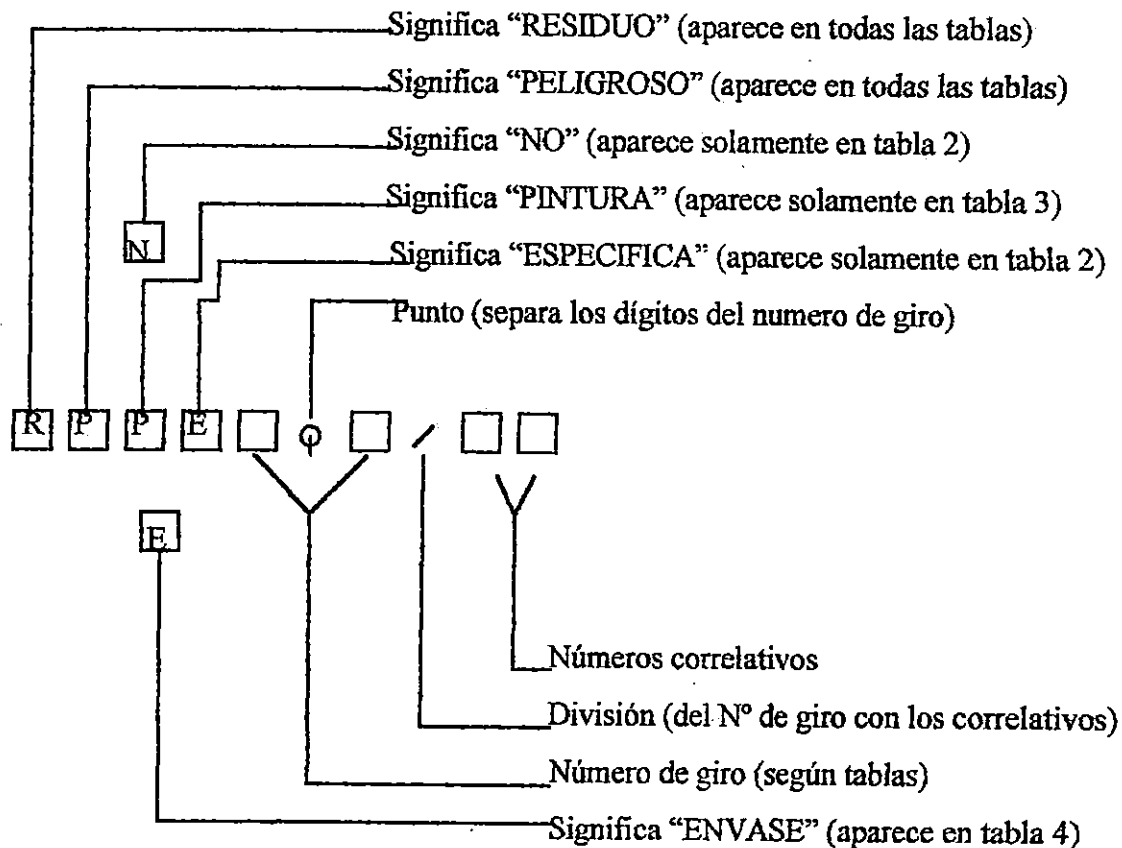 Significa “RESIDUO” (aparece en todas las tablas)
Significa “PELIGROSO” (aparece en todas las tablas)
Significa “NO” (aparece solamente en tabla 2)
Significa “PINTURA” (aparece solamente en tabla 3)
N
Significa “ESPECIFICA” (aparece solamente en tabla 2)
Punto (separa los dígitos del numero de giro)
R P P E
E
Números correlativos
División (del Nº de giro con los correlativos)
Número de giro (según tablas)
Significa “ENVASE” (aparece en tabla 4)